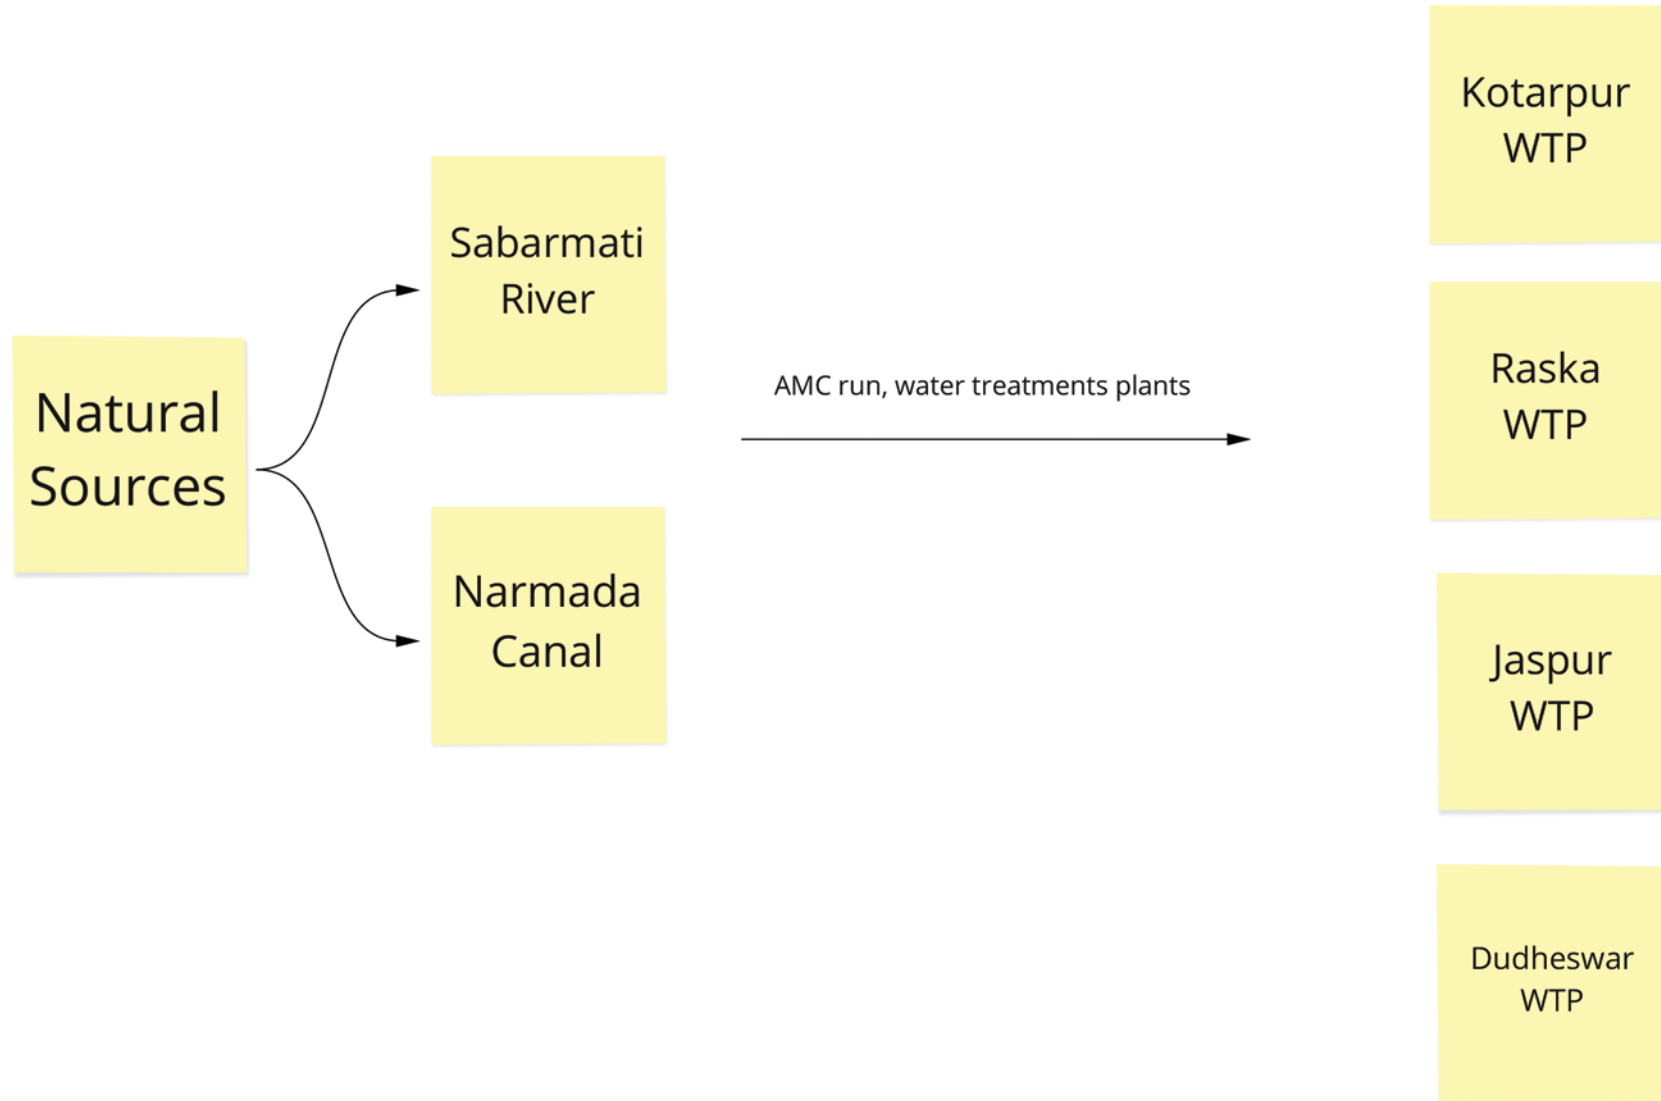 Natural
Sources
Sabarmati
River
Narmada
Canal
AMC run, water treatments plants
Kotarpur
WTP
Raska
WTP
Jaspur
WTP
Dudheswar
WTP